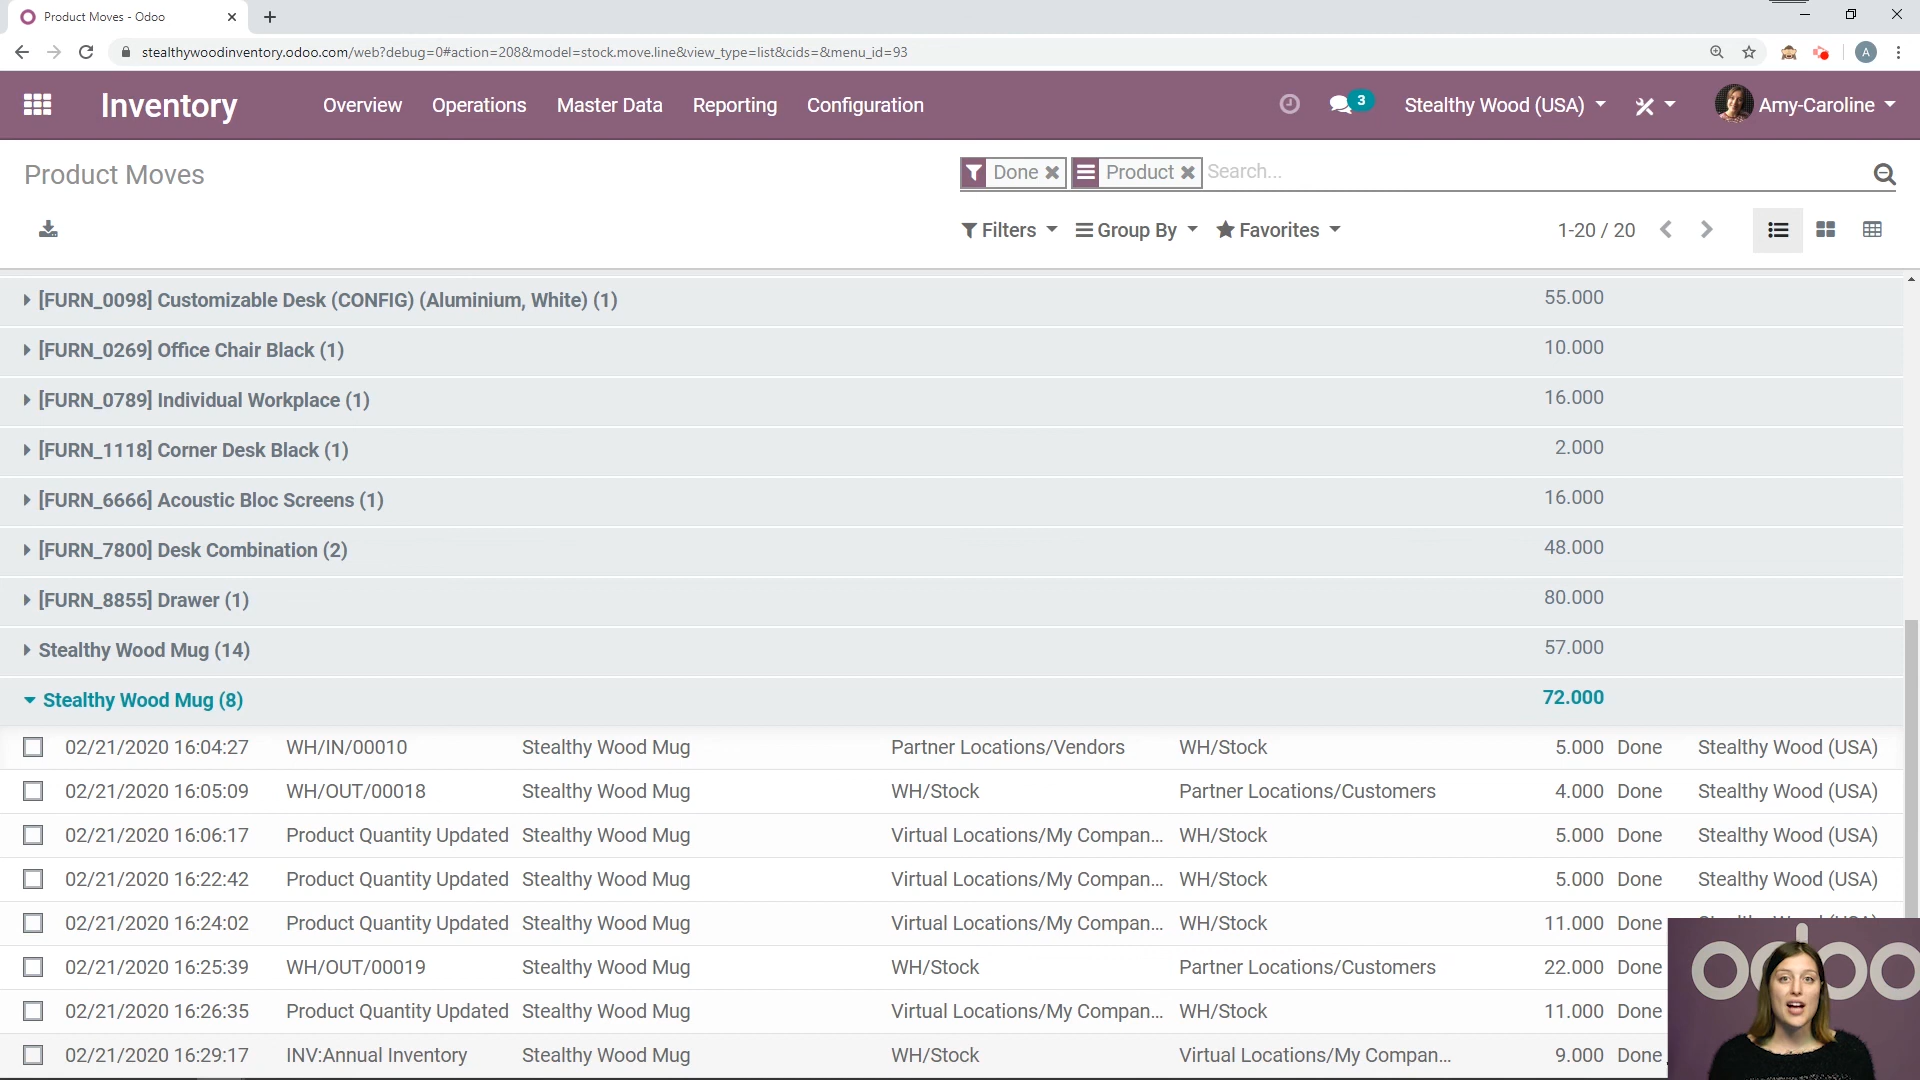 Product Moves - Odoo
stealthywoodinventory.odoo.com/web?debug=0#action=208&model=stock.move.line&view_type=list&cids=&menu_id=93
A
Inventory Overview Operations Master Data Reporting Configuration 3 Stealthy Wood (USA) Amy-Caroline
Product Moves Done Product Search...
Filters Group By Favorites 1-20 / 20
[FURN_0098] Customizable Desk (CONFIG) (Aluminium, White) (1) 55.000
[FURN_0269] Office Chair Black (1) 10.000
[FURN_0789] Individual Workplace (1) 16.000
[FURN_1118] Corner Desk Black (1) 2.000
[FURN_6666] Acoustic Bloc Screens (1) 16.000
[FURN_7800] Desk Combination (2) 48.000
[FURN_8855] Drawer (1) 80.000
Stealthy Wood Mug (14) 57.000
Stealthy Wood Mug (8) 72.000
02/21/2020 16:04:27 WH/IN/00010 Stealthy Wood Mug Partner Locations/Vendors WH/Stock 5.000 Done Stealthy Wood (USA)
02/21/2020 16:05:09 WH/OUT/00018 Stealthy Wood Mug WH/Stock Partner Locations/Customers 4.000 Done Stealthy Wood (USA)
02/21/2020 16:06:17 Product Quantity Updated Stealthy Wood Mug Virtual Locations/My Compan... WH/Stock 5.000 Done Stealthy Wood (USA)
02/21/2020 16:22:42 Product Quantity Updated Stealthy Wood Mug Virtual Locations/My Compan... WH/Stock 5.000 Done Stealthy Wood (USA)
02/21/2020 16:24:02 Product Quantity Updated Stealthy Wood Mug Virtual Locations/My Compan... WH/Stock 11.000 Done
02/21/2020 16:25:39 WH/OUT/00019 Stealthy Wood Mug WH/Stock Partner Locations/Customers 22.000 Done
02/21/2020 16:26:35 Product Quantity Updated Stealthy Wood Mug Virtual Locations/My Compan... WH/Stock 11.000 Done
02/21/2020 16:29:17 INV:Annual Inventory Stealthy Wood Mug WH/Stock Virtual Locations/My Compan... 9.000 Done
odoo